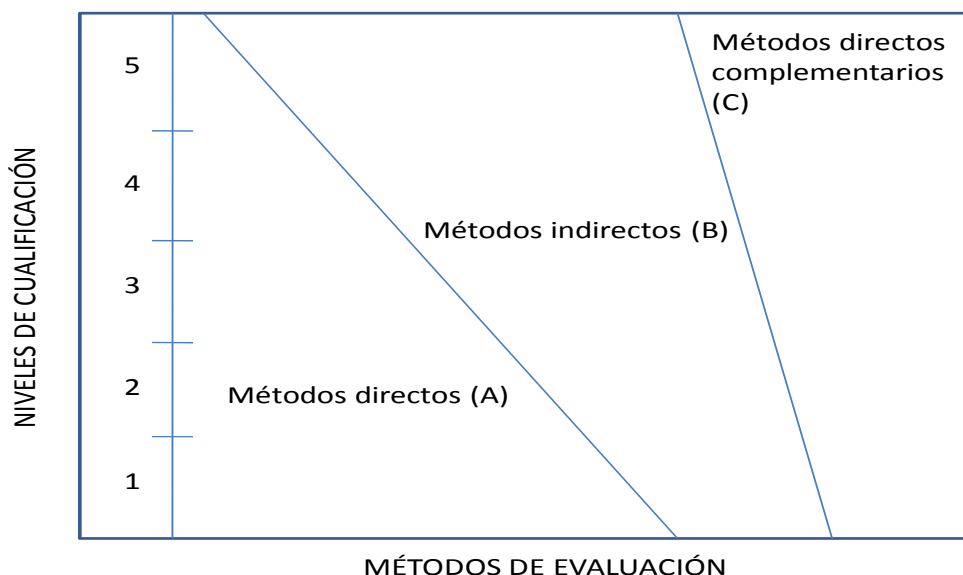 NIVELES DE CUALIFICACIÓN
5
4
3
2
1
Métodos directos
complementarios
(C)
Métodos indirectos (B)
Métodos directos (A)
MÉTODOS DE EVALUACIÓN